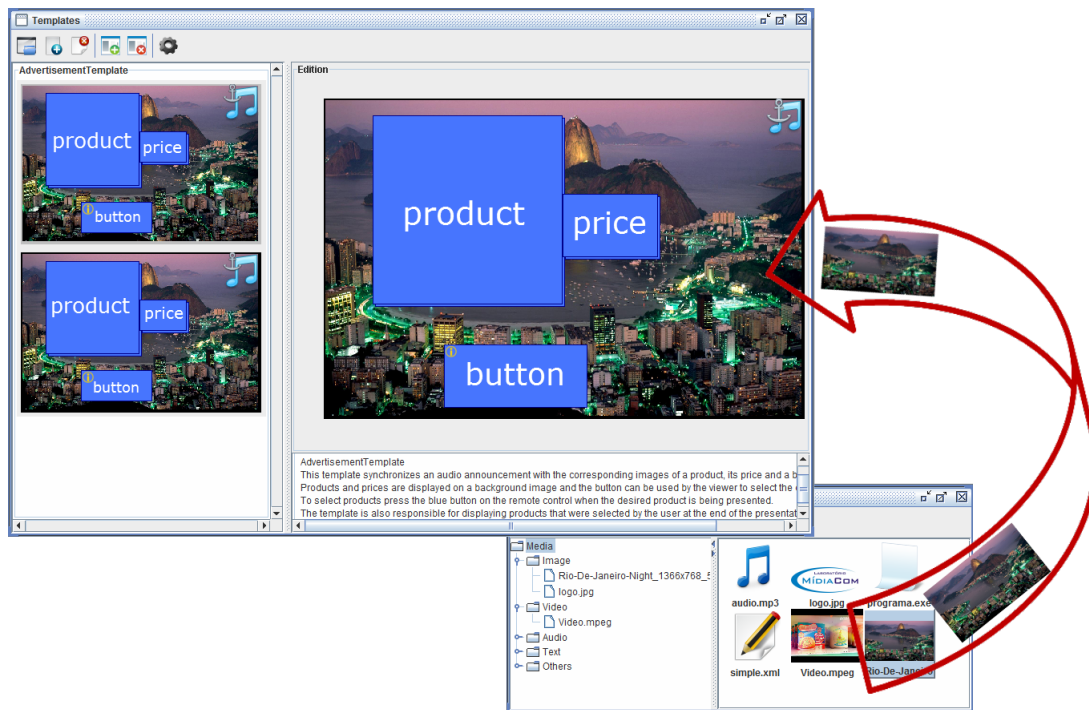 Templates
AdvertisementTemplate
product
price
button
product
price
button
Edition
product
price
button
AdvertisementTemplate
This template synchronizes an audio announcement with the corresponding images of a product, its price and a b
Products and prices are displayed on a background image and the button can be used by the viewer to select the
To select products press the blue button on the remote control when the desired product is being presented.
The template is also responsible for displaying products that were selected by the user at the end of the presentat
Media
Image
Rio-De-Janeiro-Night_1366x768_5
logo.jpg
Video
Video.mpeg
Audio
Text
Others
audio.mp3
LABORATÓRIO
MÍDIACOM
logo.jpg
programa.exe
simple.xml
Video.mpeg
Rio-De-Janeiro